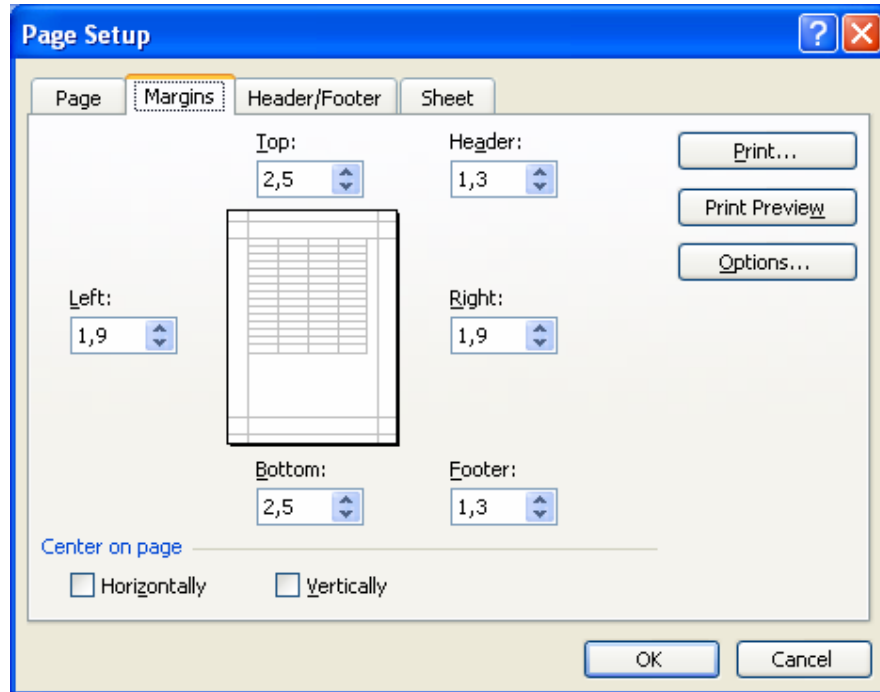 Page Setup
Page Margins Header/Footer Sheet
Top: Header:
2,5 1,3
Print...
Print Preview
Options...
Left: Right:
1,9 1,9
Bottom: Footer:
2,5 1,3
Center on page
Horizontally Vertically
OK Cancel